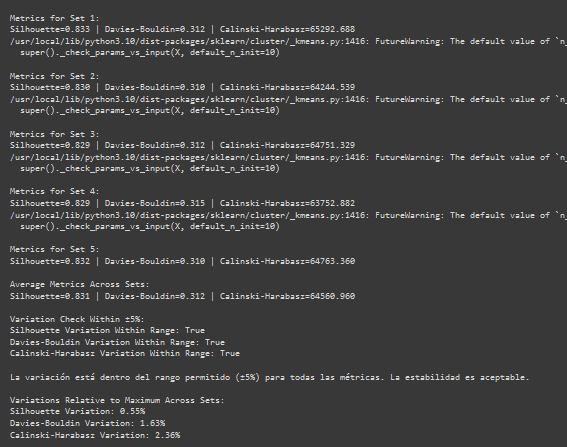 Metrics for Set 1:
Silhouette=0.833 | Davies-Bouldin=0.312 | Calinski-Harabasz=65292.688
/usr/local/lib/python3.10/dist-packages/sklearn/cluster/_kmeans.py:1416: FutureWarning: The default value of `n_
super()._check_params_vs_input(X, default_n_init=10)
Metrics for Set 2:
Silhouette=0.830 | Davies-Bouldin=0.310 | Calinski-Harabasz=64244.539
/usr/local/lib/python3.10/dist-packages/sklearn/cluster/_kmeans.py:1416: FutureWarning: The default value of `n_
super()._check_params_vs_input(X, default_n_init=10)
Metrics for Set 3:
Silhouette=0.829 | Davies-Bouldin=0.312 | Calinski-Harabasz=64751.329
/usr/local/lib/python3.10/dist-packages/sklearn/cluster/_kmeans.py:1416: FutureWarning: The default value of `n_
super()._check_params_vs_input(X, default_n_init=10)
Metrics for Set 4:
Silhouette=0.829 | Davies-Bouldin=0.315 | Calinski-Harabasz=63752.882
/usr/local/lib/python3.10/dist-packages/sklearn/cluster/_kmeans.py:1416: FutureWarning: The default value of `n_
super()._check_params_vs_input(X, default_n_init=10)
Metrics for Set 5:
Silhouette=0.832 | Davies-Bouldin=0.310 | Calinski-Harabasz=64763.360
Average Metrics Across Sets:
Silhouette=0.831 | Davies-Bouldin=0.312 | Calinski-Harabasz=64560.960
Variation Check Within ±5%:
Silhouette Variation Within Range: True
Davies-Bouldin Variation Within Range: True
Calinski-Harabasz Variation Within Range: True
La variación está dentro del rango permitido (±5%) para todas las métricas. La estabilidad es aceptable.
Variations Relative to Maximum Across Sets:
Silhouette Variation: 0.55%
Davies-Bouldin Variation: 1.63%
Calinski-Harabasz Variation: 2.36%